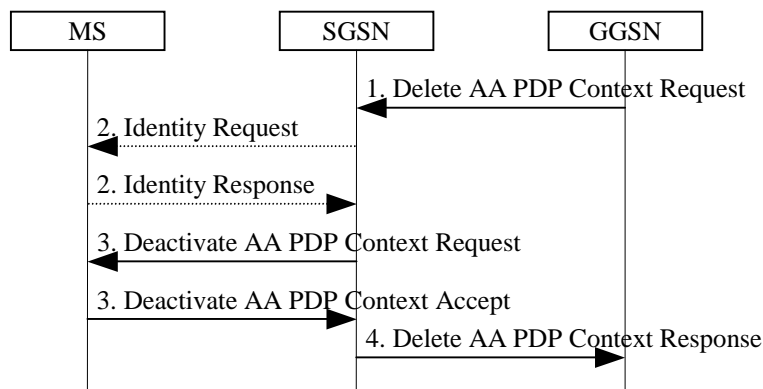 MS
SGSN
GGSN
1. Delete AA PDP Context Request
2. Identity Request
2. Identity Response
3. Deactivate AA PDP Context Request
3. Deactivate AA PDP Context Accept
4. Delete AA PDP Context Response